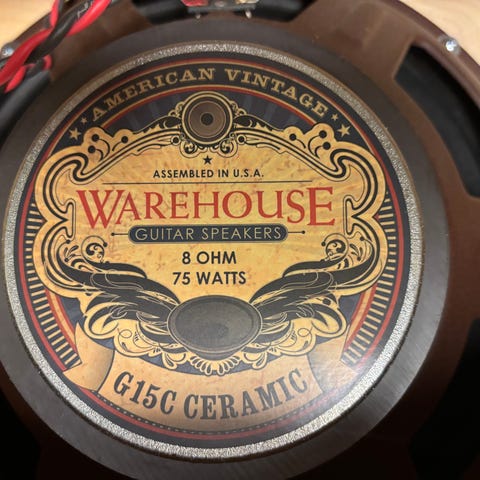 AMERICAN VINTAGE
ASSEMBLED IN U.S.A.
WAREHOUSE
GUITAR SPEAKERS
8 OHM
75 WATTS
G15C CERAMIC